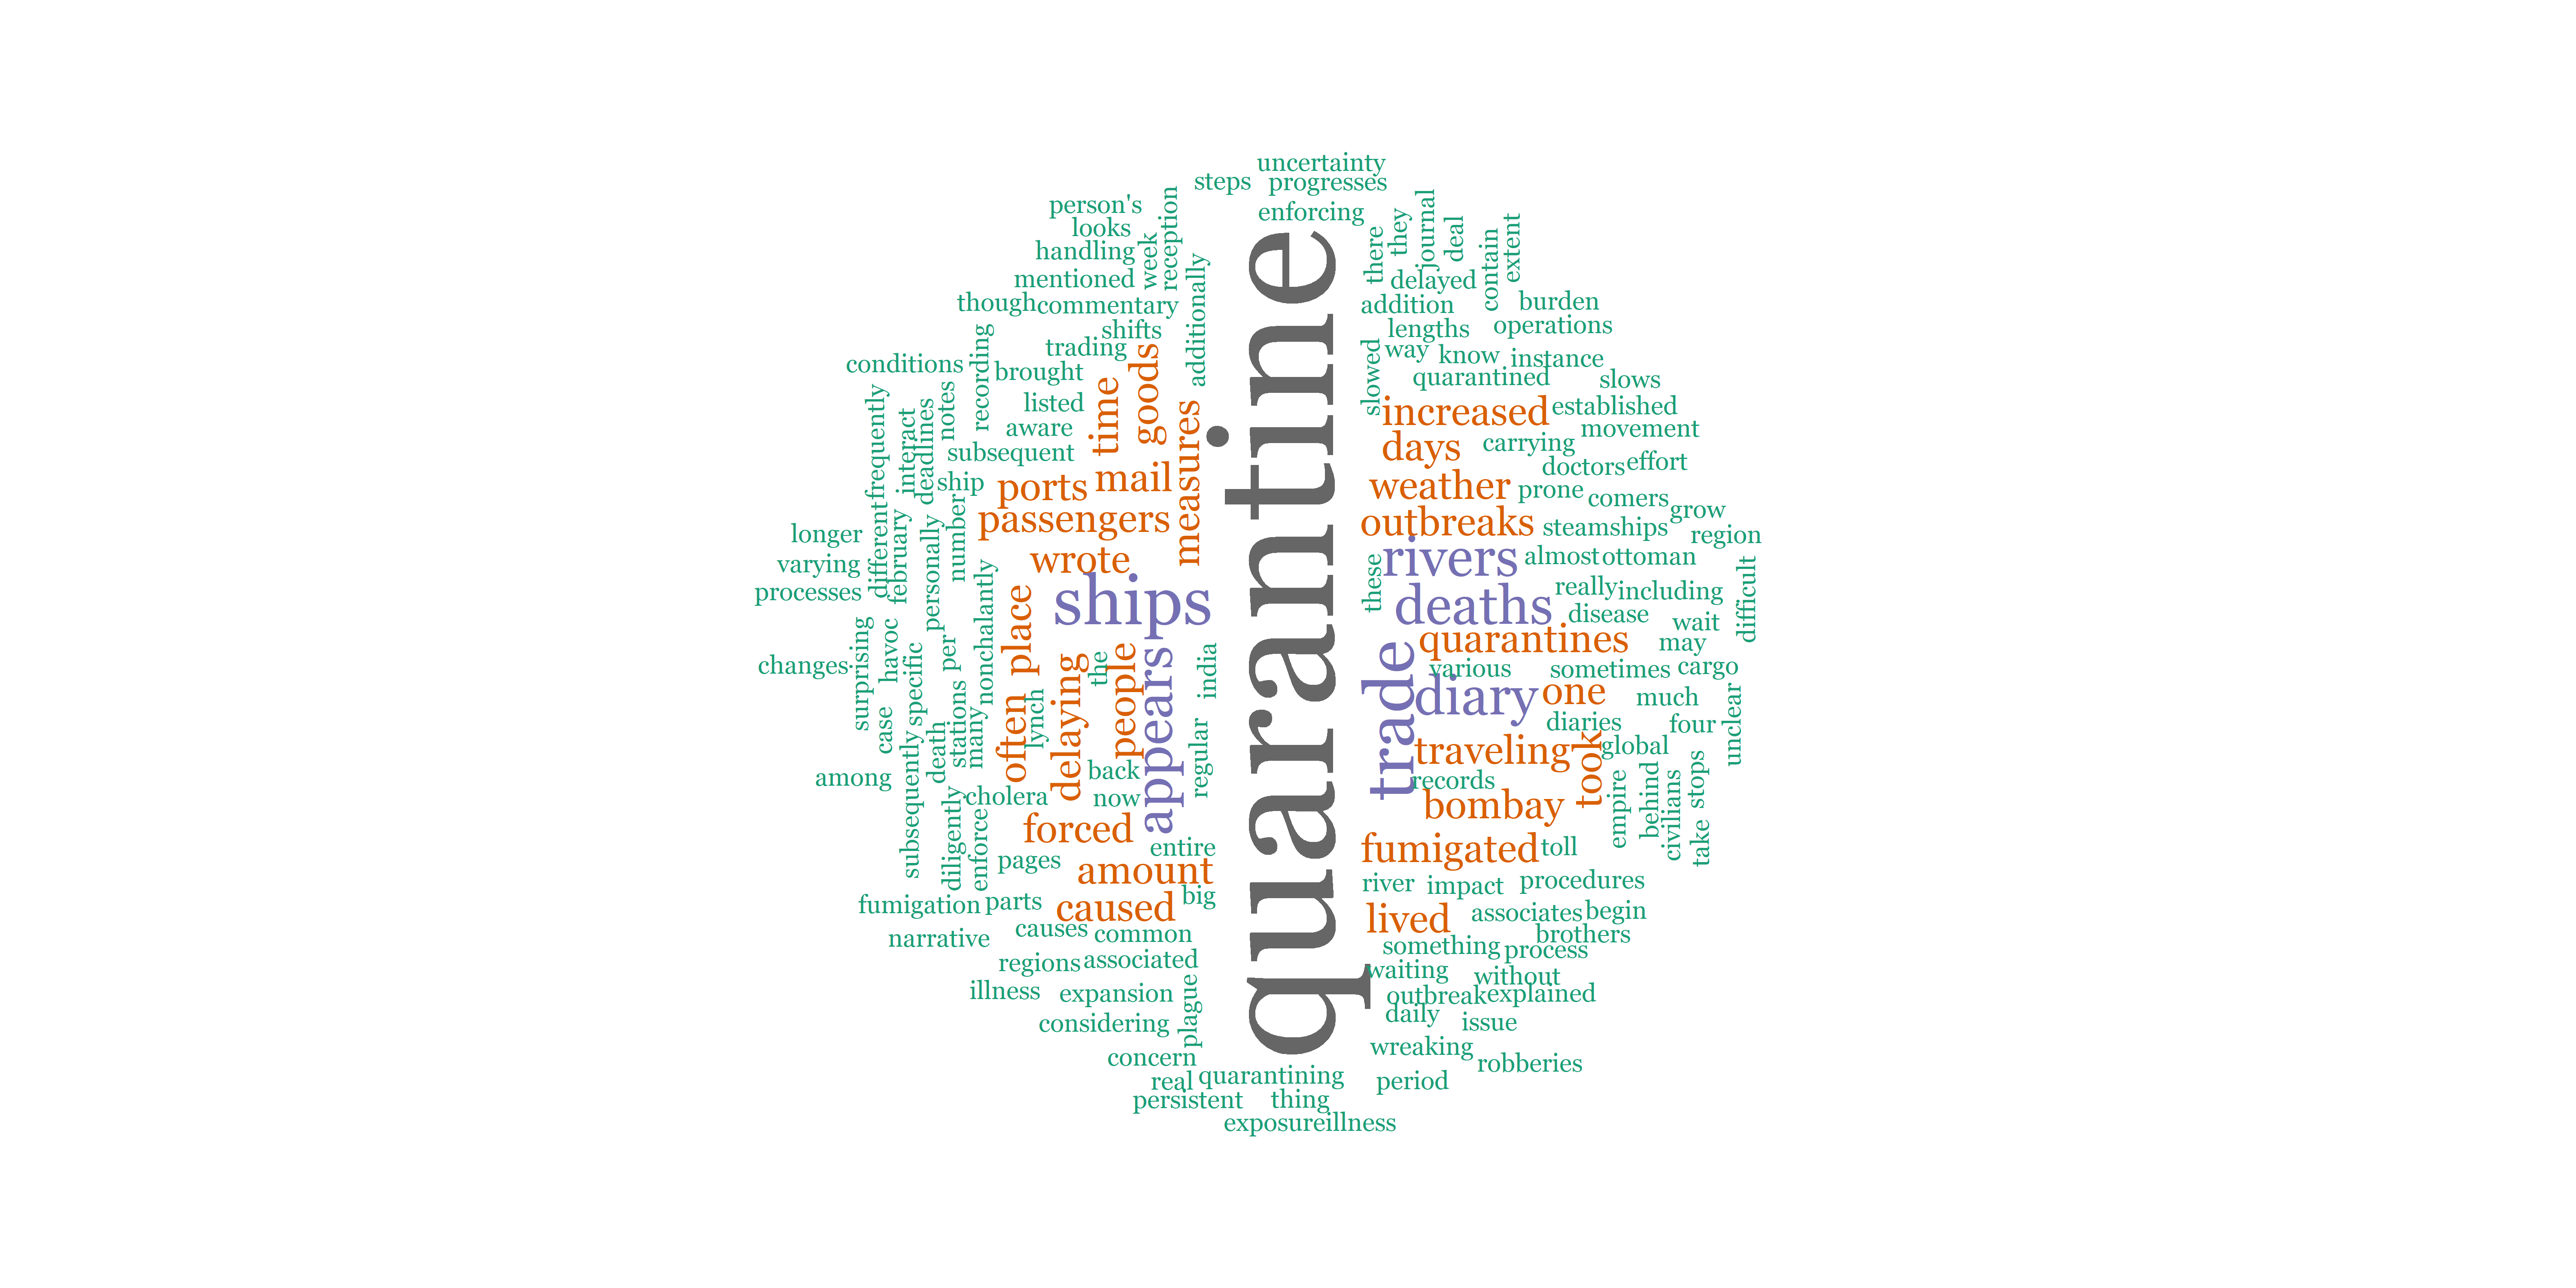 uncertainty
steps
progresses
person's
reception
enforcing
looks
journal
they
deal
extent
there
contain
handling
week
mentioned
delayed
additionally
though
commentary
addition
burden
shifts
lengths
operations
recording
trading
goods
slowed
way
know
instance
conditions
brought
time
quarantined
slows
frequently
notes
listed
measures
increased
established
interact
deadlines
aware
days
carrying
movement
subsequent
doctors
effort
ship
ports
mail
weather
prone
comers
number
passengers
outbreaks
steamships
grow
region
longer
different
february
personally
wrote
rivers
almost
ottoman
varying
processes
nonchalantly
ships
these
deaths
really
including
disease
wait
difficult
surprising
havoc
place
quarantine
quarantines
may
changes
specific
per
the
people
india
appears
various
sometimes
cargo
trade
diary
one
much
case
stations
many
often
lynch
delaying
regular
diaries
four
unclear
subsequently
death
back
traveling
took
global
among
records
stops
diligently
cholera
now
bombay
empire
behind
civilians
take
enforce
forced
entire
fumigated
toll
pages
amount
river
impact
procedures
fumigation
parts
caused
big
lived
associates
begin
narrative
causes
common
something
process
brothers
regions
associated
waiting
without
illness
expansion
plague
outbreak
explained
considering
daily
issue
concern
wreaking
robberies
real
quarantining
period
persistent
thing
exposureillness